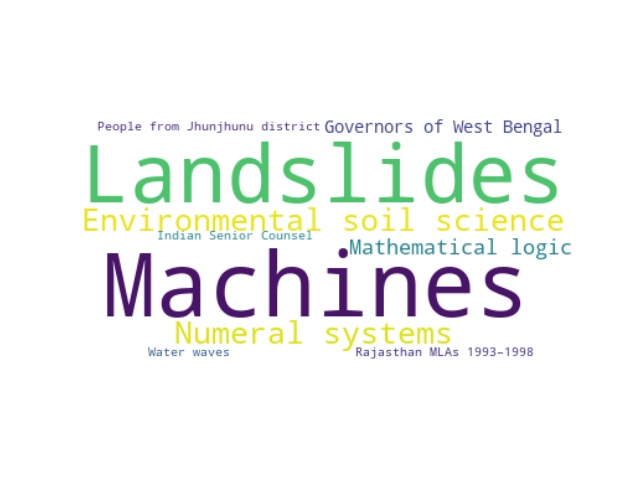 People from Jhunjhunu district
Governors of West Bengal
Landslides
Environmental soil science
Indian Senior Counsel
Mathematical logic
Machines
Numeral systems
Water waves
Rajasthan MLAs 1993–1998